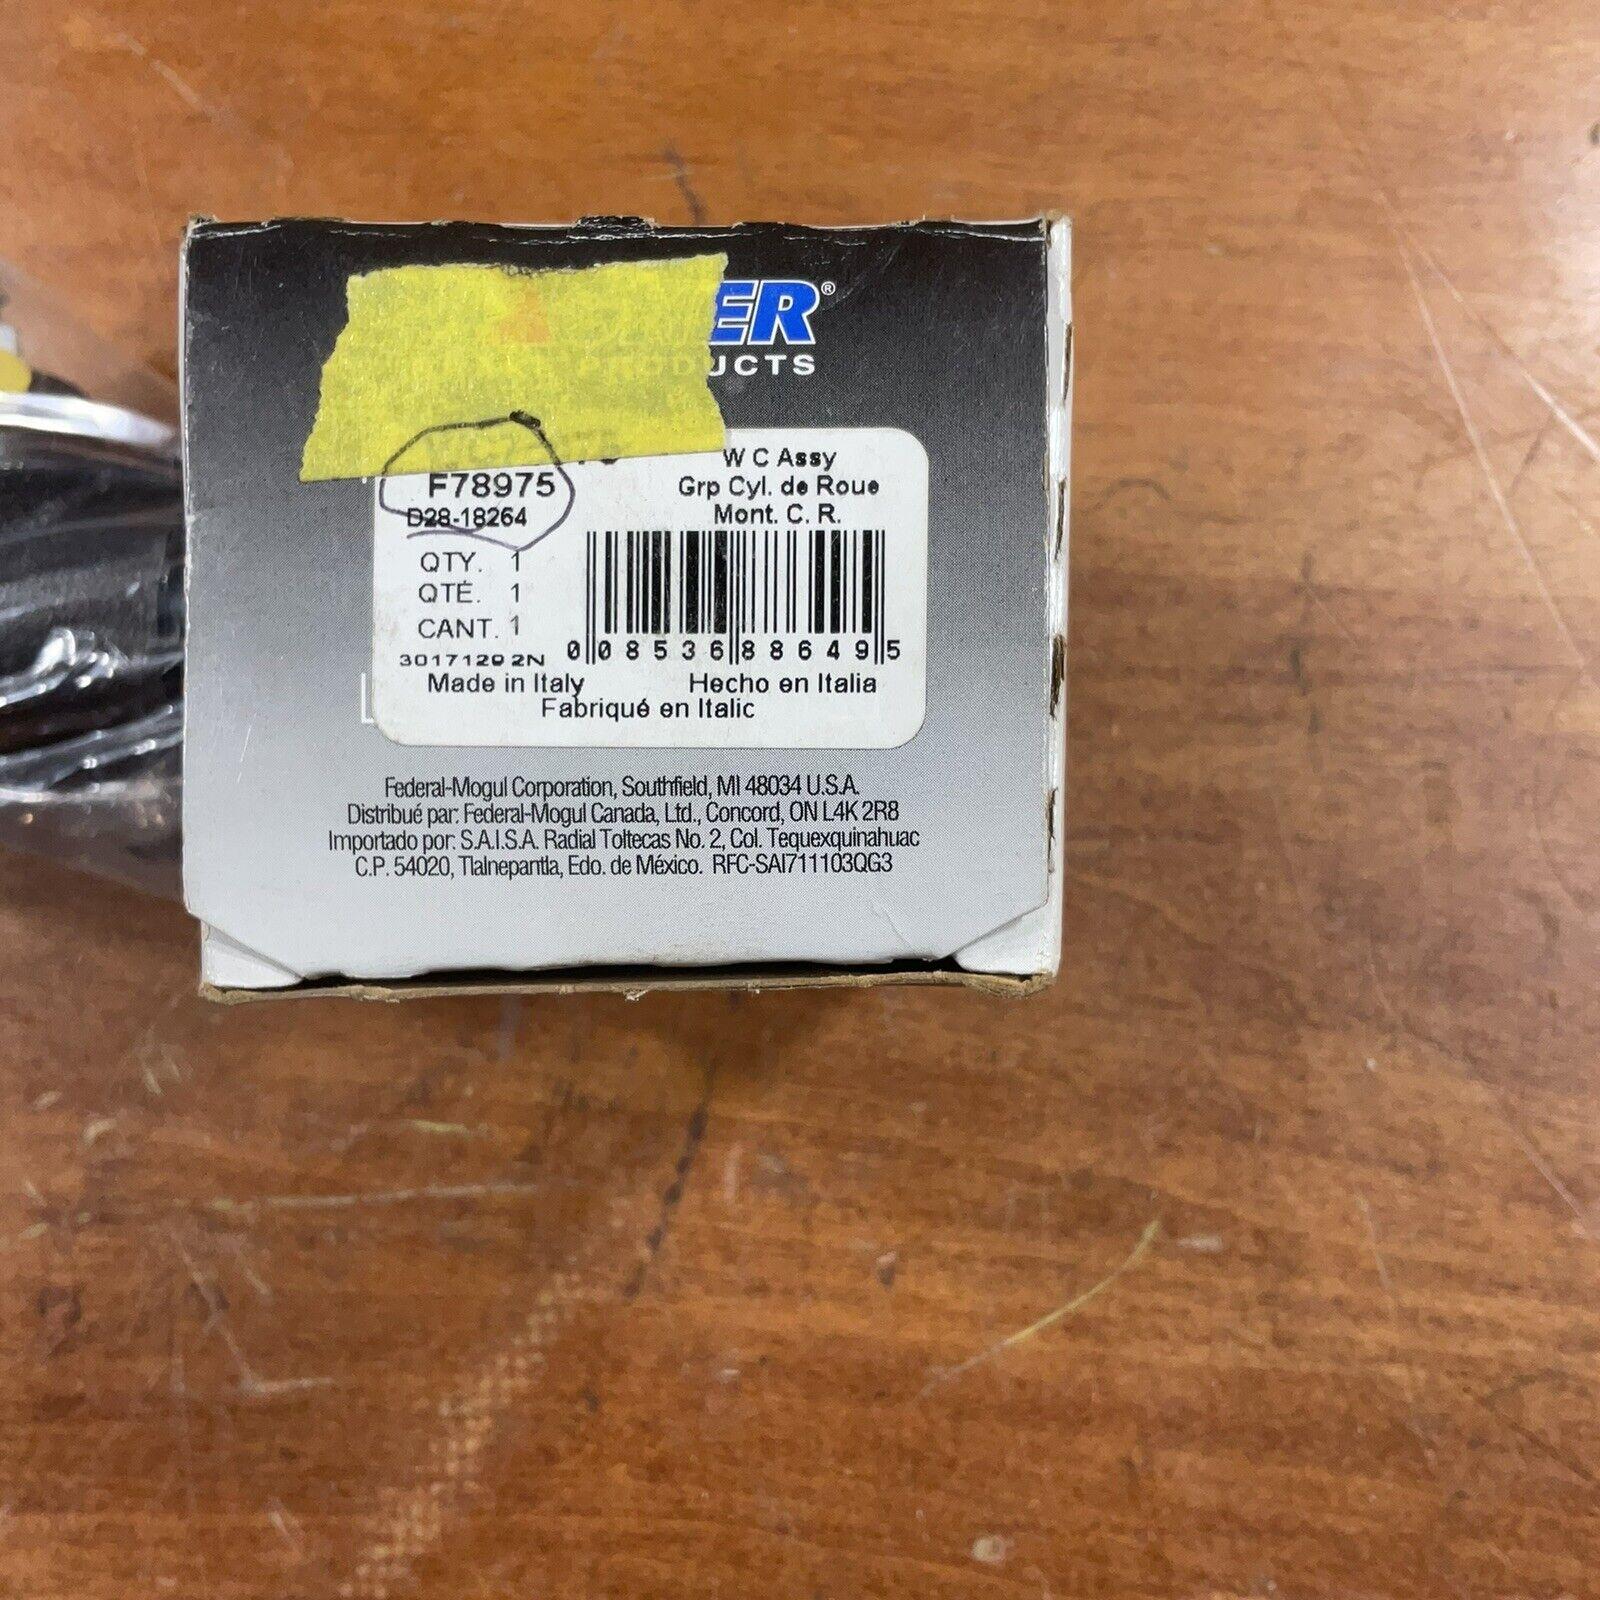 ER®
PRODUCTS
F78975
D28-18264
W C Assy
Grp Cyl. de Roue
Mont. C. R.
QTY. 1
QTÉ. 1
CANT. 1
3017129 2N
0 08536 88649 5
Made in Italy
Hecho en Italia
Fabriqué en Italic
Federal-Mogul Corporation, Southfield, MI 48034 U.S.A.
Distribué par: Federal-Mogul Canada, Ltd., Concord, ON L4K 2R8
Importado por: S.A.I.S.A. Radial Toltecas No. 2, Col. Tequexquinahuac
C.P. 54020, Tlalnepantla, Edo. de México. RFC-SAI711103QG3